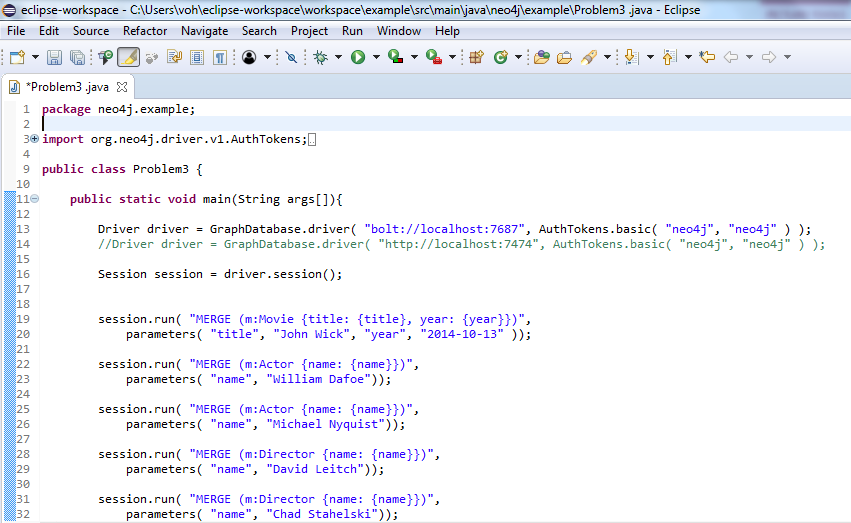 eclipse-workspace - C:\Users\voh\eclipse-workspace\workspace\example\src\main\java\neo4j\example\Problem3 .java - Eclipse
File Edit Source Refactor Navigate Search Project Run Window Help
*Problem3 .java
1 package neo4j.example;
2
3 import org.neo4j.driver.v1.AuthTokens;
4
9 public class Problem3 {
10
11 public static void main(String args[]){
12
13 Driver driver = GraphDatabase.driver( "bolt://localhost:7687", AuthTokens.basic( "neo4j", "neo4j" ) );
14 //Driver driver = GraphDatabase.driver( "http://localhost:7474", AuthTokens.basic( "neo4j", "neo4j" ) );
15
16 Session session = driver.session();
17
18
19 session.run( "MERGE (m:Movie {title: {title}, year: {year}})",
20 parameters( "title", "John Wick", "year", "2014-10-13" ));
21
22 session.run( "MERGE (m:Actor {name: {name}})",
23 parameters( "name", "William Dafoe"));
24
25 session.run( "MERGE (m:Actor {name: {name}})",
26 parameters( "name", "Michael Nyquist"));
27
28 session.run( "MERGE (m:Director {name: {name}})",
29 parameters( "name", "David Leitch"));
30
31 session.run( "MERGE (m:Director {name: {name}})",
32 parameters( "name", "Chad Stahelski"));